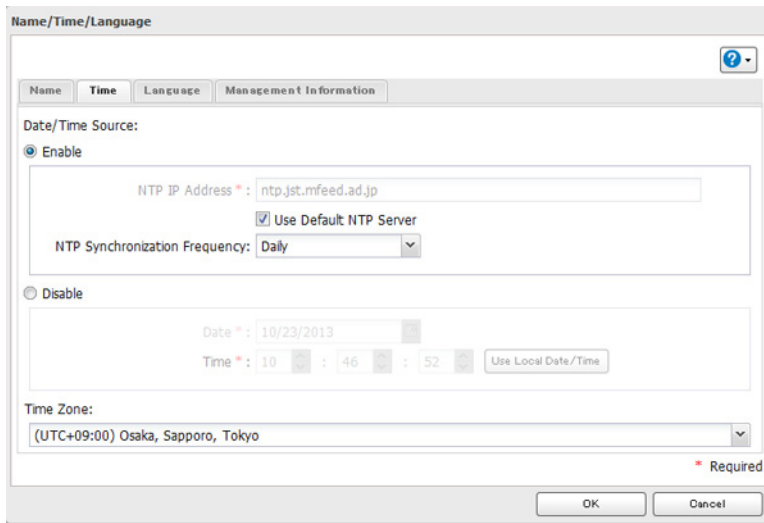 Name/Time/Language
?
Name Time Language Management Information
Date/Time Source:
Enable
NTP IP Address * : ntp.jst.mfeed.ad.jp
Use Default NTP Server
NTP Synchronization Frequency: Daily
Disable
Date * : 10/23/2013
Time * : 10 : 46 : 52 Use Local Date/Time
Time Zone:
(UTC+09:00) Osaka, Sapporo, Tokyo
* Required
OK Cancel